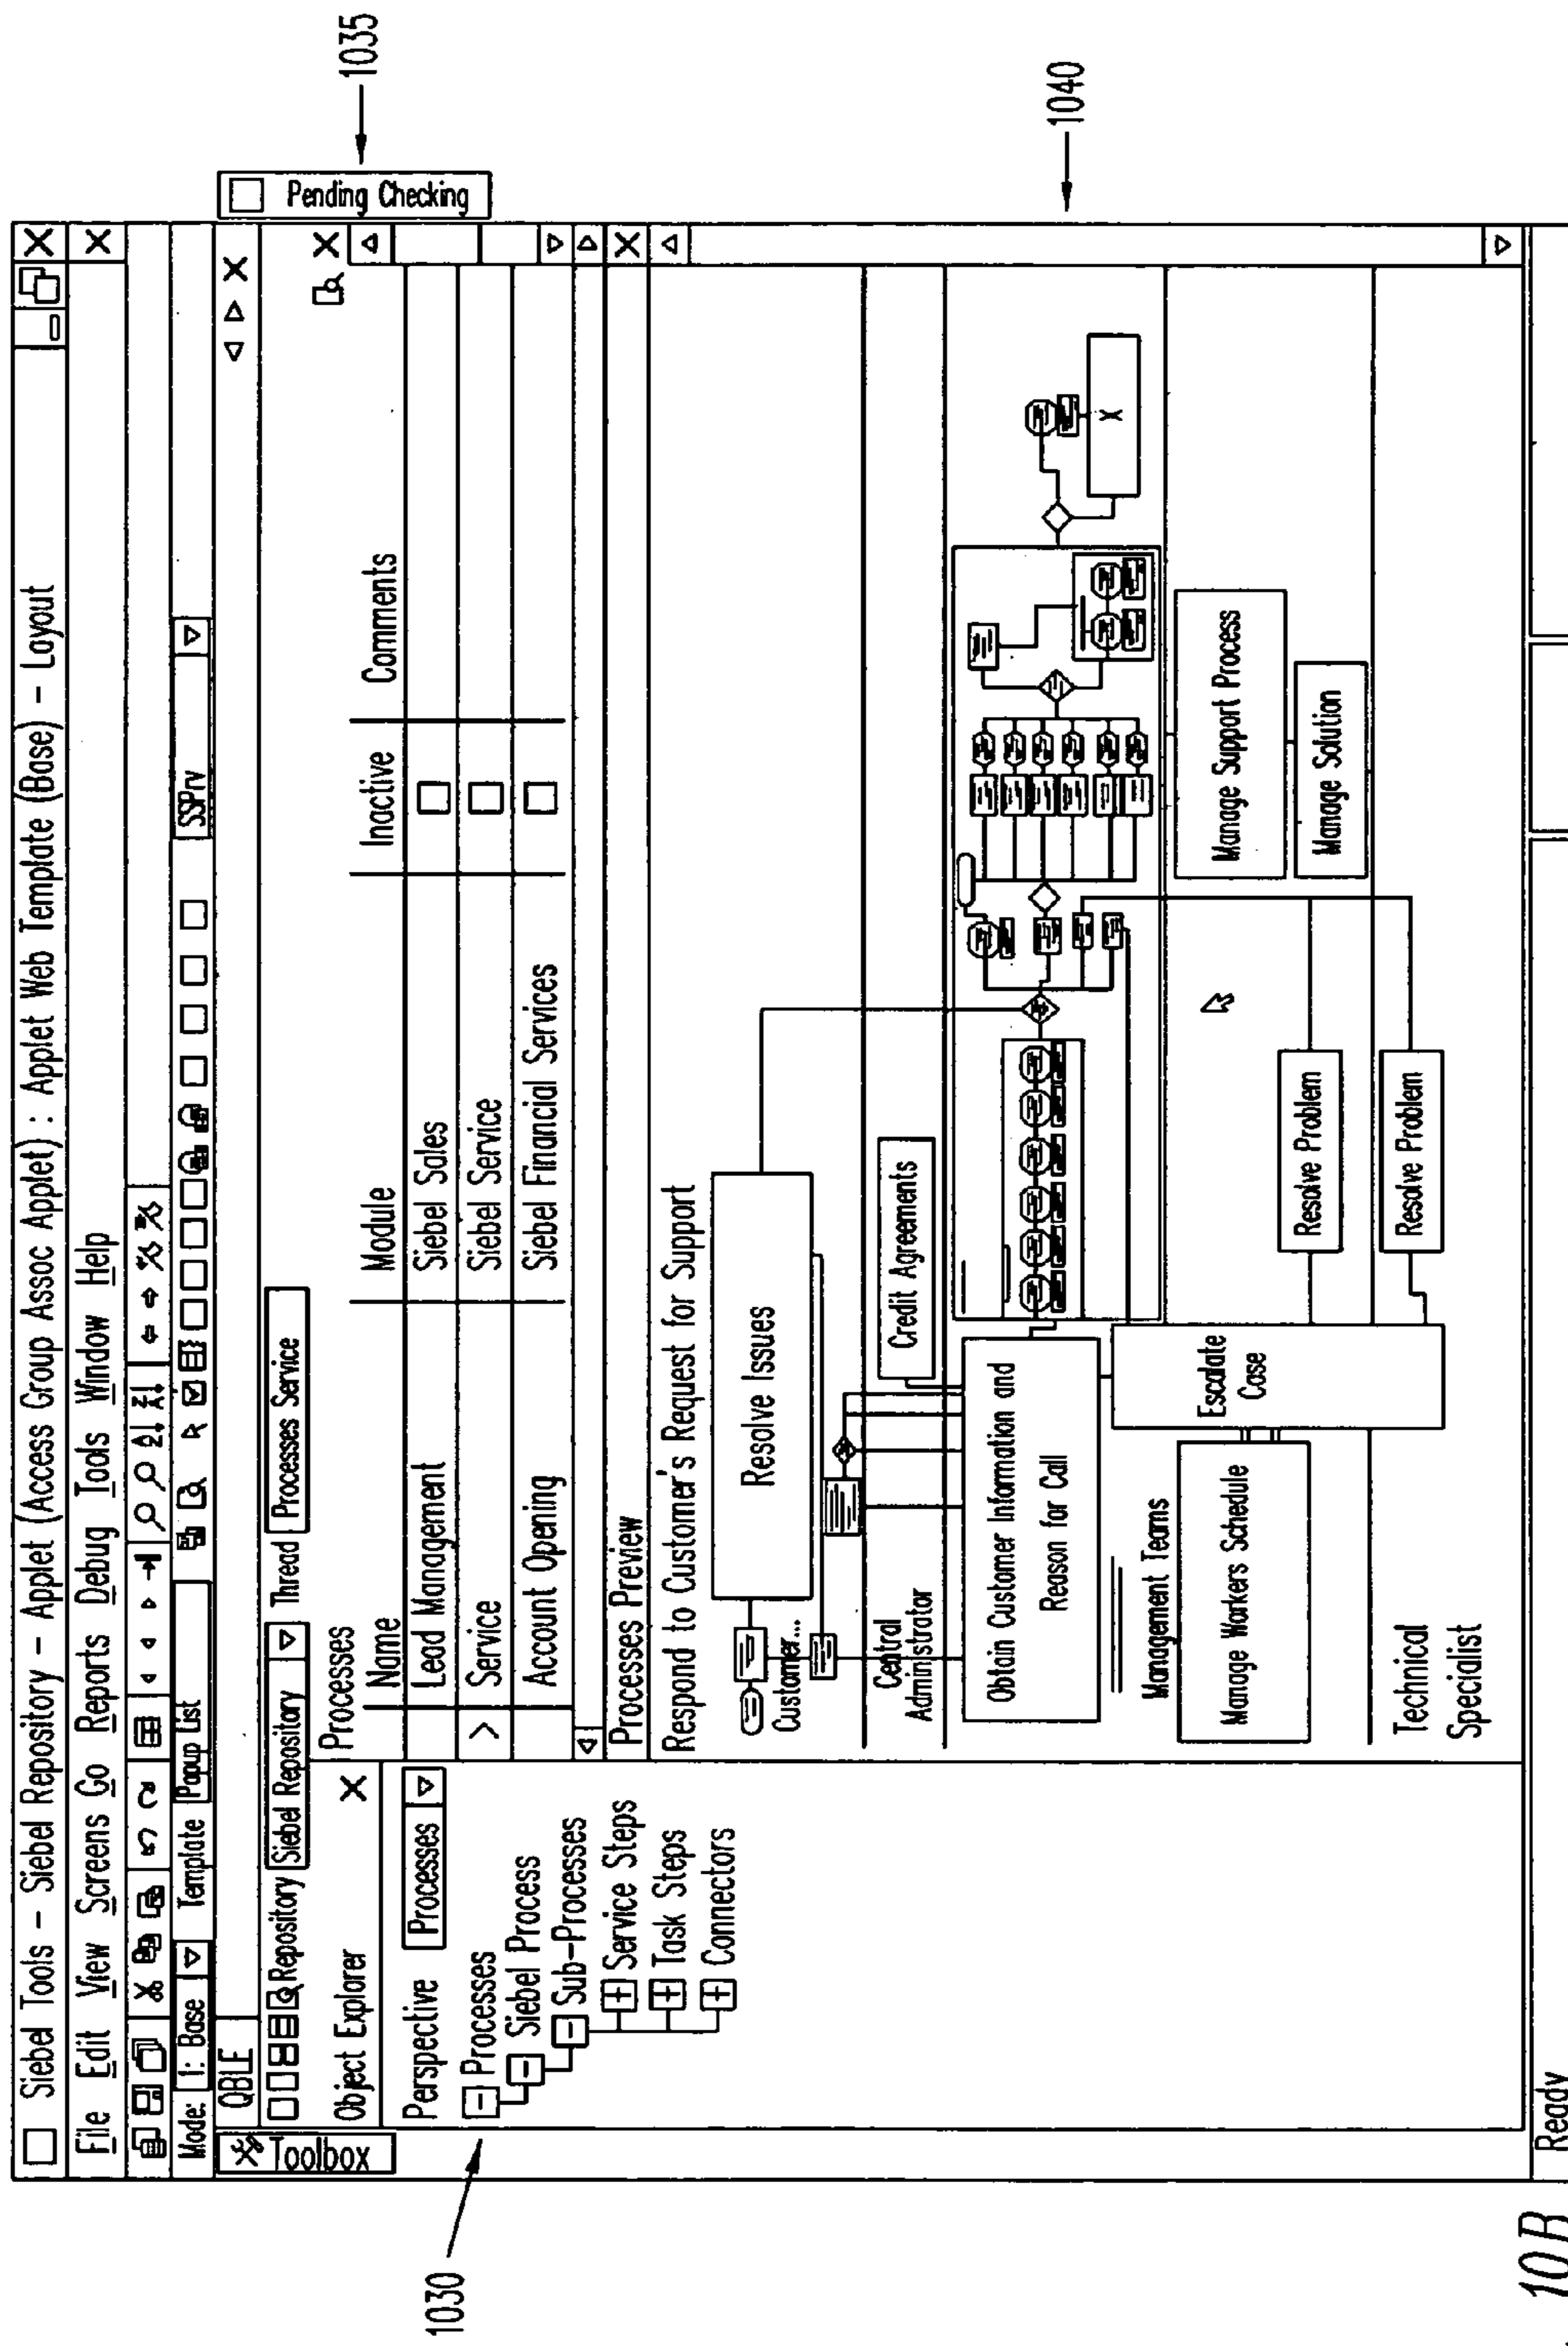 Siebel Tools - Siebel Repository - Applet (Access Group Assoc Applet) : Applet Web Template (Base) - Layout
File Edit View Screens Go Reports Debug Tools Window Help
Mode: 1: Base Template Popup List SSPrv
QBLE
Repository Siebel Repository Thread Processes Service
Toolbox
Object Explorer
Perspective Processes
Processes
Siebel Process
Sub-Processes
Service Steps
Task Steps
Connectors
1030
Processes
Name Module Inactive Comments
Lead Management Siebel Sales
> Service Siebel Service
Account Opening Siebel Financial Services
Pending Checking
1035
Processes Preview
Respond to Customer's Request for Support
1040
Resolve Issues
Customer...
Credit Agreements
Central
Administrator
Obtain Customer Information and
Reason for Call
X
Management Teams
Manage Workers Schedule
Escalate
Case
Resolve Problem
Resolve Problem
Manage Support Process
Manage Solution
Technical
Specialist
Ready
10B